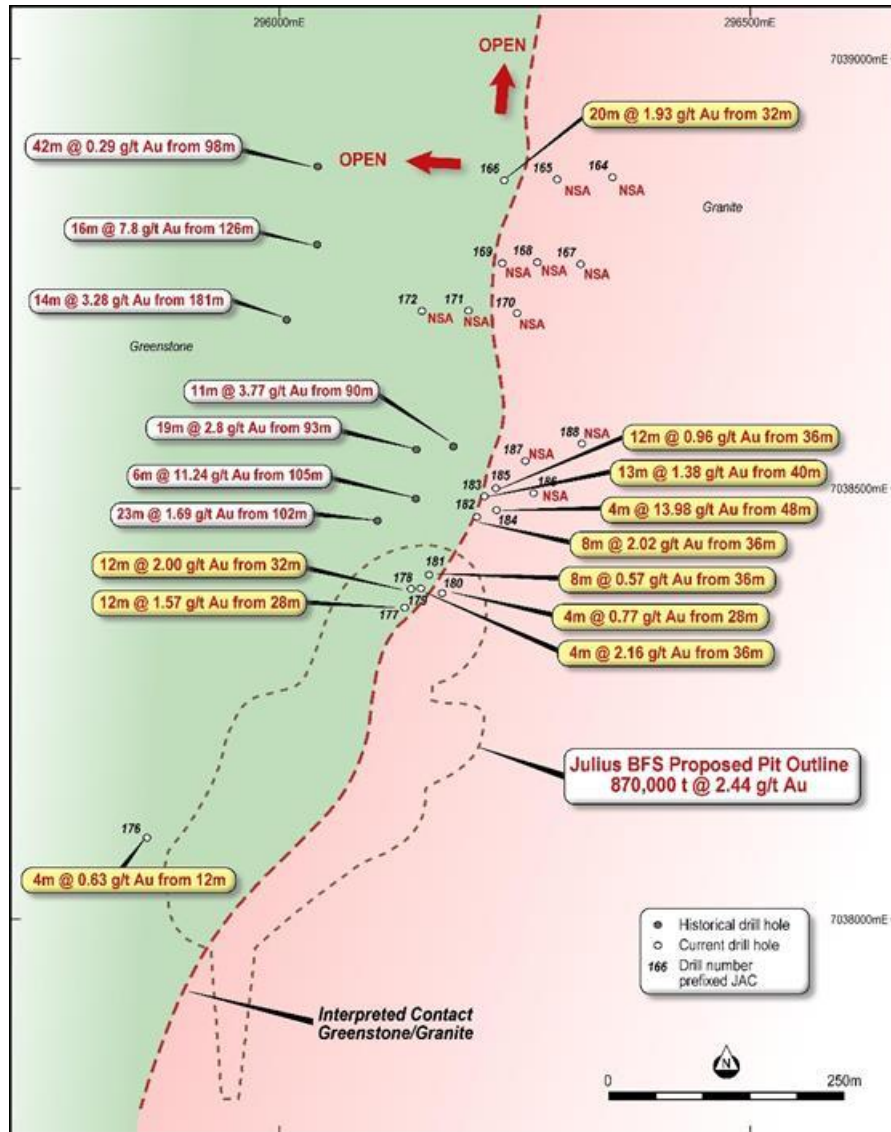 296000mE
296500mE
OPEN
7039000mE
20m @ 1.93 g/t Au from 32m
42m @ 0.29 g/t Au from 98m
OPEN
166
165
164
NSA
NSA
Granite
16m @ 7.8 g/t Au from 126m
169
168
167
NSA
NSA
NSA
14m @ 3.28 g/t Au from 181m
172
171
170
NSA
NSA
NSA
Greenstone
11m @ 3.77 g/t Au from 90m
19m @ 2.8 g/t Au from 93m
187
NSA
188
NSA
12m @ 0.96 g/t Au from 36m
6m @ 11.24 g/t Au from 105m
183
185
186
NSA
13m @ 1.38 g/t Au from 40m
7038500mE
23m @ 1.69 g/t Au from 102m
182
184
4m @ 13.98 g/t Au from 48m
8m @ 2.02 g/t Au from 36m
12m @ 2.00 g/t Au from 32m
178
181
180
8m @ 0.57 g/t Au from 36m
12m @ 1.57 g/t Au from 28m
177
179
4m @ 0.77 g/t Au from 28m
4m @ 2.16 g/t Au from 36m
Julius BFS Proposed Pit Outline
870,000 t @ 2.44 g/t Au
176
4m @ 0.63 g/t Au from 12m
7038000mE
Historical drill hole
Current drill hole
166 Drill number
prefixed JAC
Interpreted Contact
Greenstone/Granite
N
0
250m